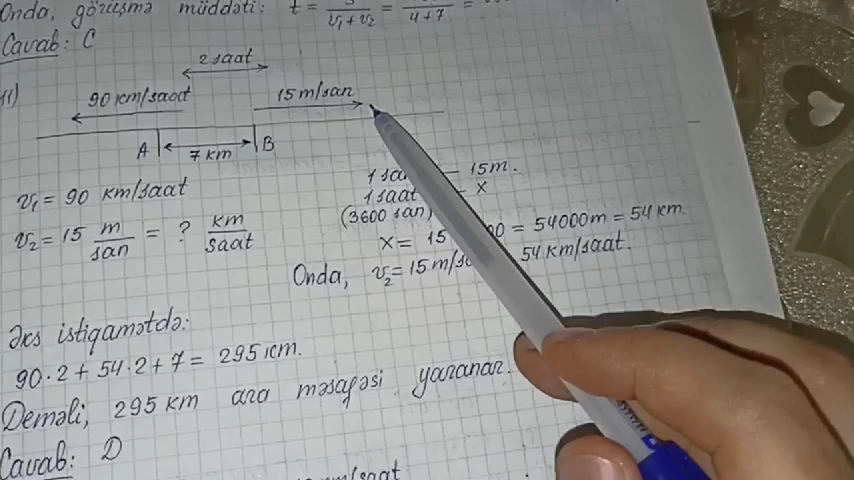 Onda, görüşmə müddəti: t = / v₁+v₂ = / 4+7 =
Cavab: C
2 saat
11)
90 km/saat 15 m/san
A 7 km B
v₁ = 90 km/saat
v₂ = 15 m/san = ? km/saat
1 — 15 m.
1 saat — x
(3600 san)
x = 15 = 54000 m = 54 km.
Onda, v₂ = 15 m/ 54 km/saat.
Əks istiqamətdə:
90·2 + 54·2 + 7 = 295 km.
Deməli, 295 km ara məsafəsi yaranar.
Cavab: D
km/saat